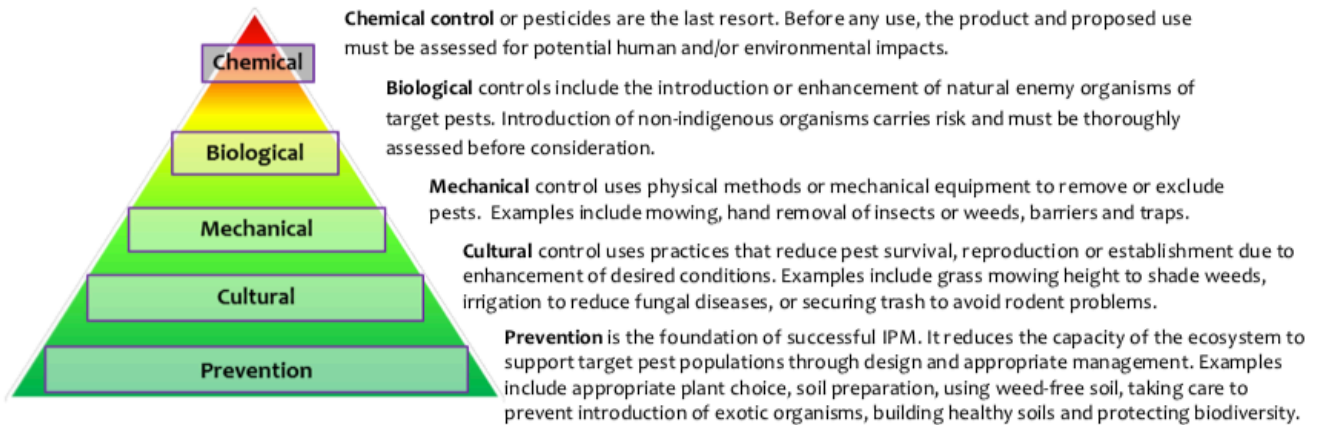 Chemical control or pesticides are the last resort. Before any use, the product and proposed use
must be assessed for potential human and/or environmental impacts.
Chemical
Biological controls include the introduction or enhancement of natural enemy organisms of
target pests. Introduction of non-indigenous organisms carries risk and must be thoroughly
assessed before consideration.
Biological
Mechanical control uses physical methods or mechanical equipment to remove or exclude
pests. Examples include mowing, hand removal of insects or weeds, barriers and traps.
Mechanical
Cultural control uses practices that reduce pest survival, reproduction or establishment due to
enhancement of desired conditions. Examples include grass mowing height to shade weeds,
irrigation to reduce fungal diseases, or securing trash to avoid rodent problems.
Cultural
Prevention is the foundation of successful IPM. It reduces the capacity of the ecosystem to
support target pest populations through design and appropriate management. Examples
include appropriate plant choice, soil preparation, using weed-free soil, taking care to
prevent introduction of exotic organisms, building healthy soils and protecting biodiversity.
Prevention